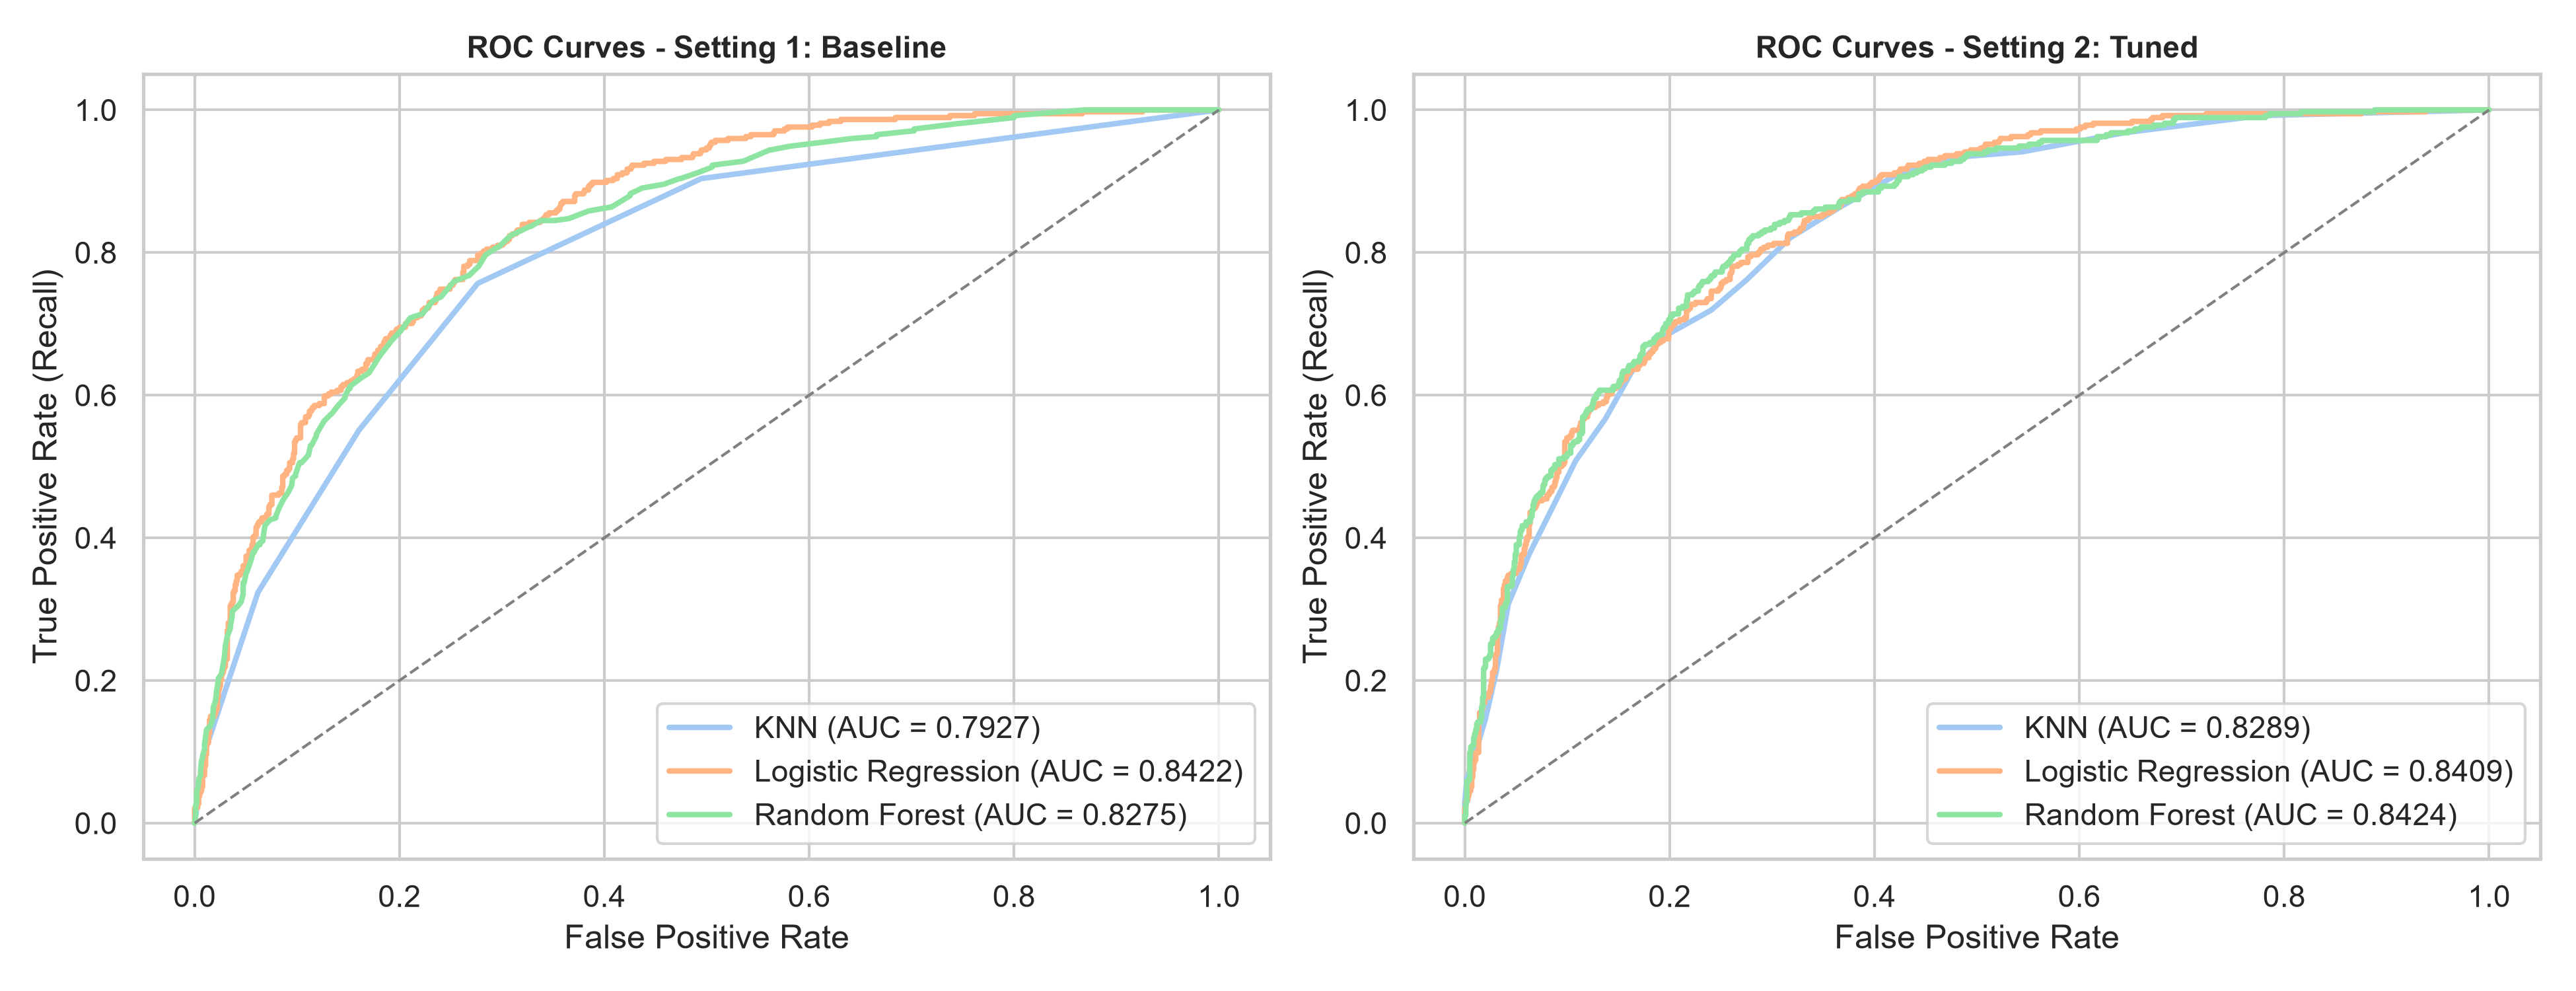 ROC Curves - Setting 1: Baseline
True Positive Rate (Recall)
1.0
0.8
0.6
0.4
0.2
0.0
KNN (AUC = 0.7927)
Logistic Regression (AUC = 0.8422)
Random Forest (AUC = 0.8275)
0.0 0.2 0.4 0.6 0.8 1.0
False Positive Rate
ROC Curves - Setting 2: Tuned
True Positive Rate (Recall)
1.0
0.8
0.6
0.4
0.2
0.0
KNN (AUC = 0.8289)
Logistic Regression (AUC = 0.8409)
Random Forest (AUC = 0.8424)
0.0 0.2 0.4 0.6 0.8 1.0
False Positive Rate